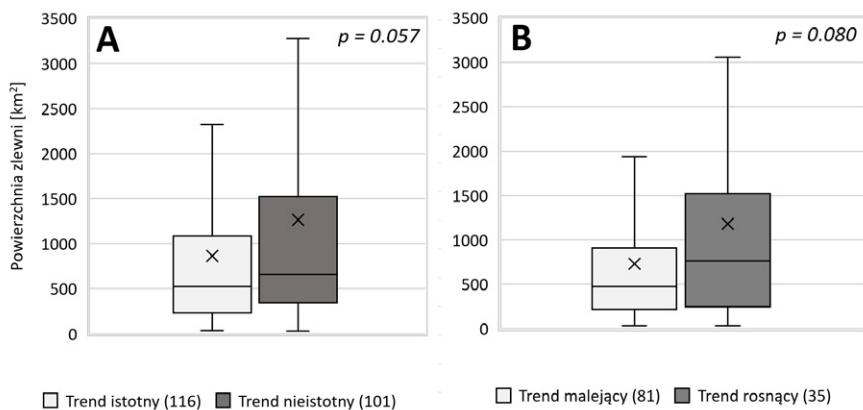 A
p = 0.057
3500
3000
2500
2000
1500
1000
500
0
Powierzchnia zlewni [km²]
Trend istotny (116) Trend nieistotny (101)
B
p = 0.080
3500
3000
2500
2000
1500
1000
500
0
Trend malejący (81) Trend rosnący (35)